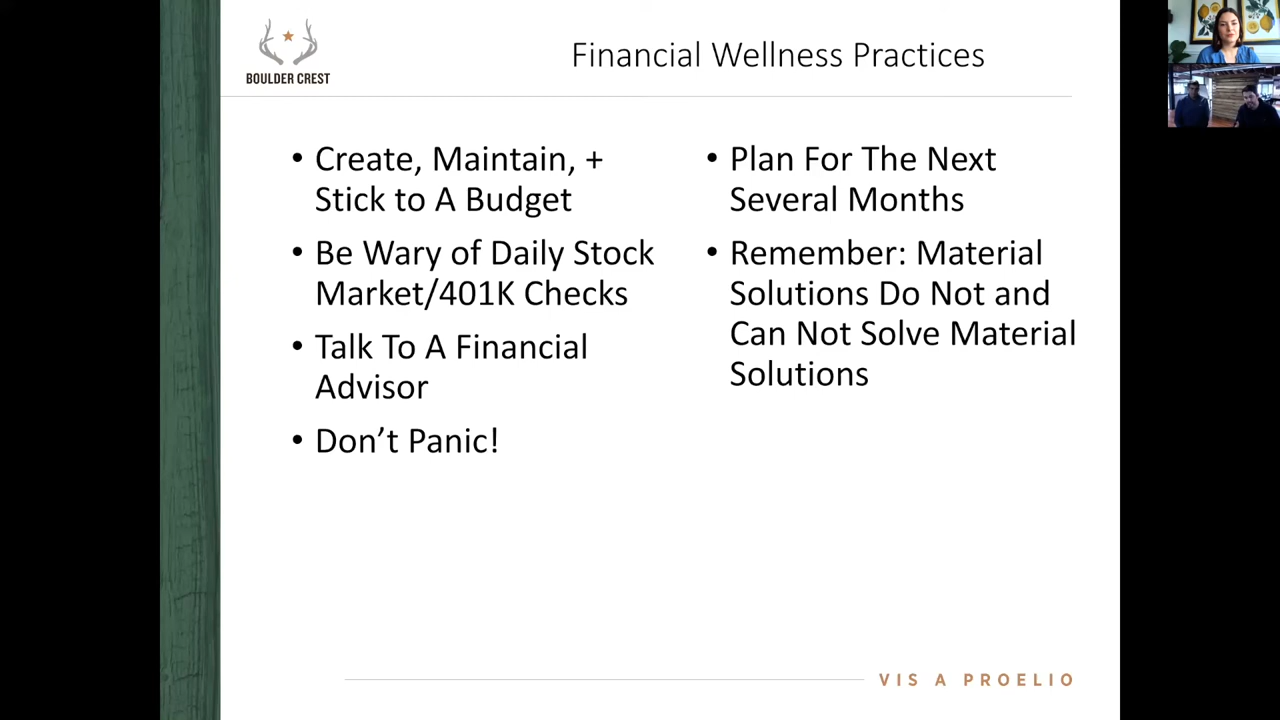 BOULDER CREST
Financial Wellness Practices
• Create, Maintain, +
Stick to A Budget
• Be Wary of Daily Stock
Market/401K Checks
• Talk To A Financial
Advisor
• Don’t Panic!
• Plan For The Next
Several Months
• Remember: Material
Solutions Do Not and
Can Not Solve Material
Solutions
VIS A PROELIO